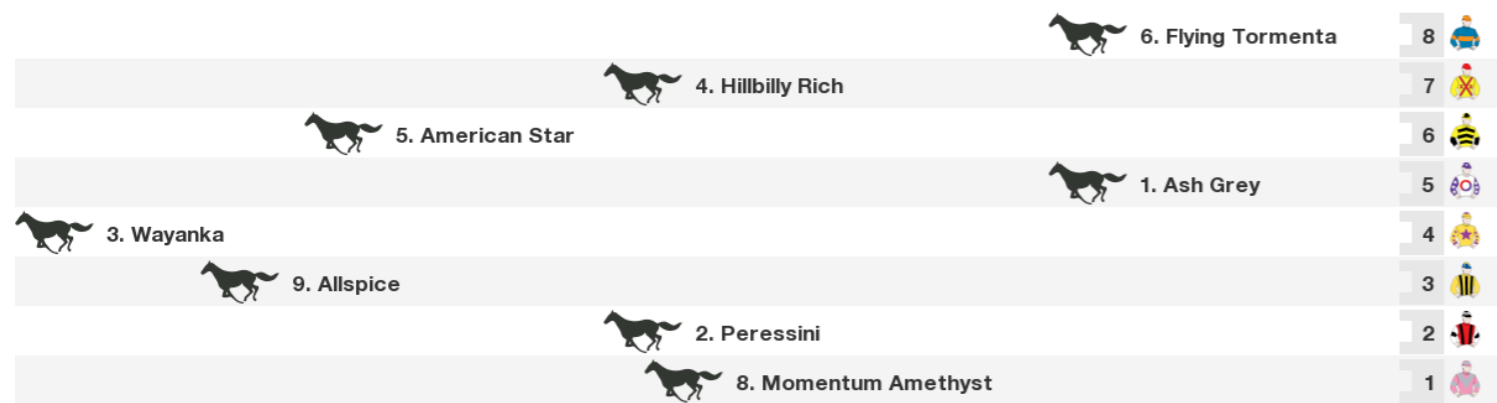 6. Flying Tormenta 8
4. Hillbilly Rich 7
5. American Star 6
1. Ash Grey 5
3. Wayanka 4
9. Allspice 3
2. Peressini 2
8. Momentum Amethyst 1